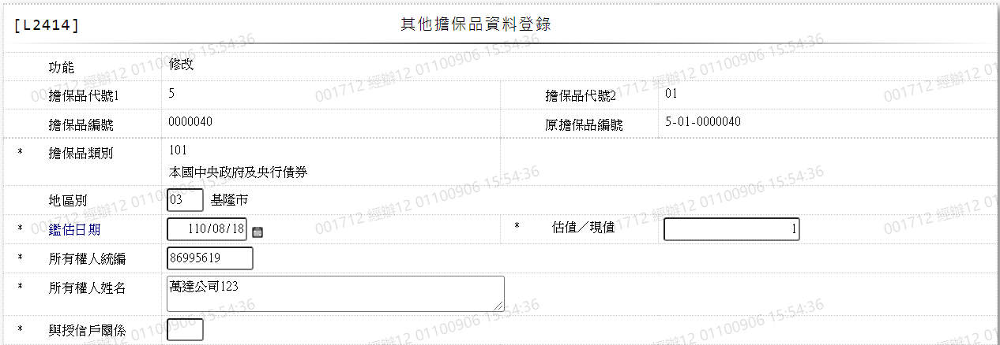 [L2414] 其他擔保品資料登錄
功能 修改
擔保品代號1 5 擔保品代號2 01
擔保品編號 0000040 原擔保品編號 5-01-0000040
* 擔保品類別 101
本國中央政府及央行債券
地區別 03 基隆市
* 鑑估日期 110/08/18 * 估值／現值 1
* 所有權人統編 86995619
* 所有權人姓名 萬達公司123
* 與授信戶關係
001712 經辦12 01100906 15:54:36